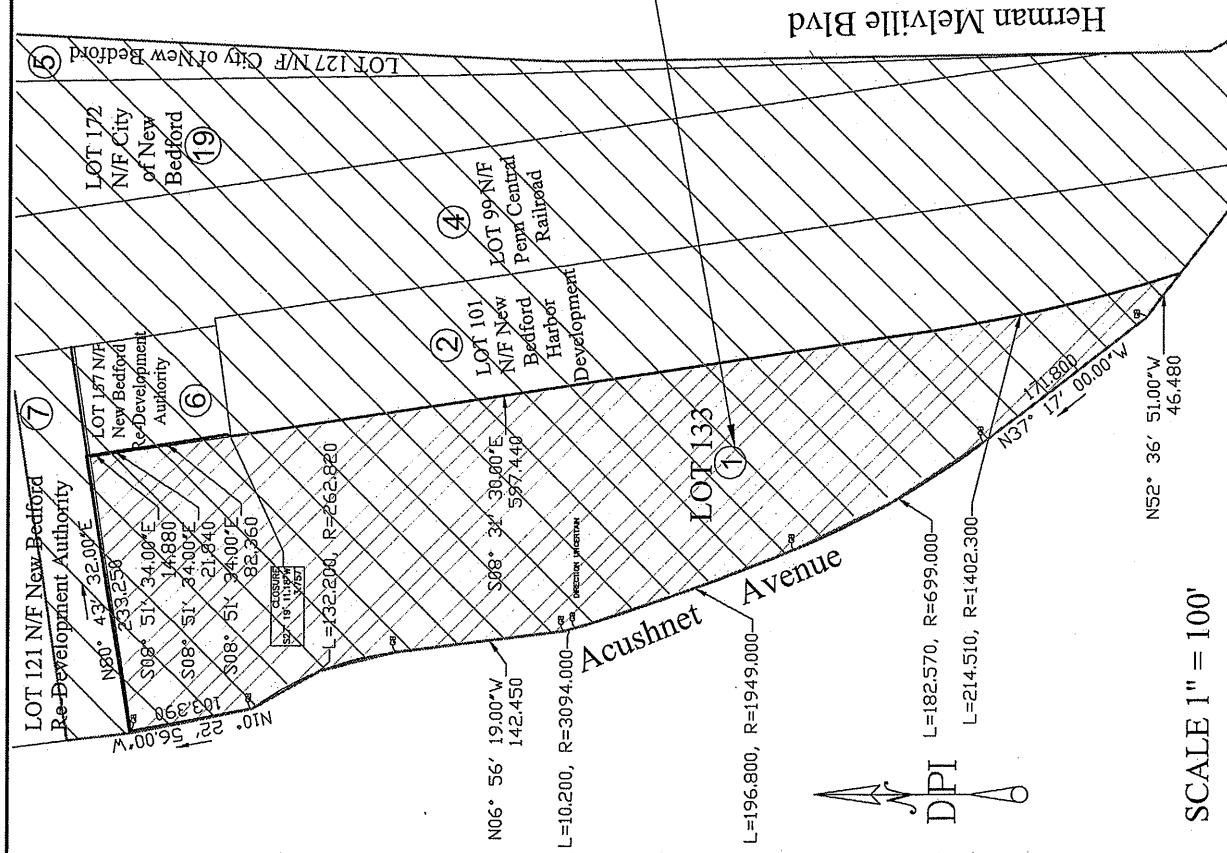 Herman Melville Blvd
5
LOT 127 N/F City of New Bedford
LOT 172
N/F City
of New
Bedford
19
4
LOT 99 N/F
Penn Central
Railroad
2
LOT 101
N/F New
Bedford
Harbor
Development
7
LOT 121 N/F New Bedford
Re-Development Authority
LOT 157 N/F
New Bedford
Re-Development
Authority
6
N80° 43' 32.00"E
233.250
S08° 51' 34.00"E
14.880
S08° 51' 34.00"E
21.840
S08° 51' 34.00"E
82.360
CLOSURE
L=132.200, R=262.820
103.390
N10° 22' 56.00"W
S08° 31' 30.00"E
597.440
DIRECTION UNCERTAIN
LOT 133
1
Acushnet Avenue
N06° 56' 19.00"W
142.450
L=10.200, R=3094.000
L=196.800, R=1949.000
L=182.570, R=699.000
L=214.510, R=1402.300
171.800
N37° 17' 00.00"W
N52° 36' 51.00"W
46.480
DPI
SCALE 1" = 100'